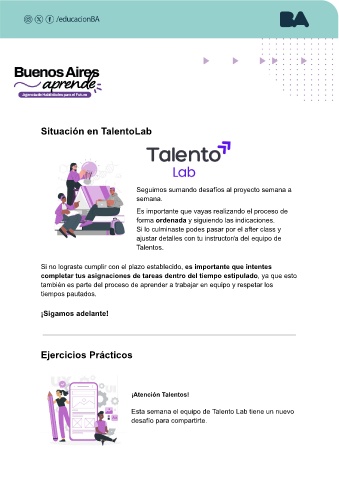 /educacionBA
BA
Buenos Aires
aprende
Agencia de Habilidades para el Futuro
Situación en TalentoLab
Talento
Lab
Seguimos sumando desafíos al proyecto semana a
semana.
Es importante que vayas realizando el proceso de
forma ordenada y siguiendo las indicaciones.
Si lo culminaste podes pasar por el after class y
ajustar detalles con tu instructor/a del equipo de
Talentos.
Si no lograste cumplir con el plazo establecido, es importante que intentes
completar tus asignaciones de tareas dentro del tiempo estipulado, ya que esto
también es parte del proceso de aprender a trabajar en equipo y respetar los
tiempos pautados.
¡Sigamos adelante!
Ejercicios Prácticos
¡Atención Talentos!
Esta semana el equipo de Talento Lab tiene un nuevo
desafío para compartirte.